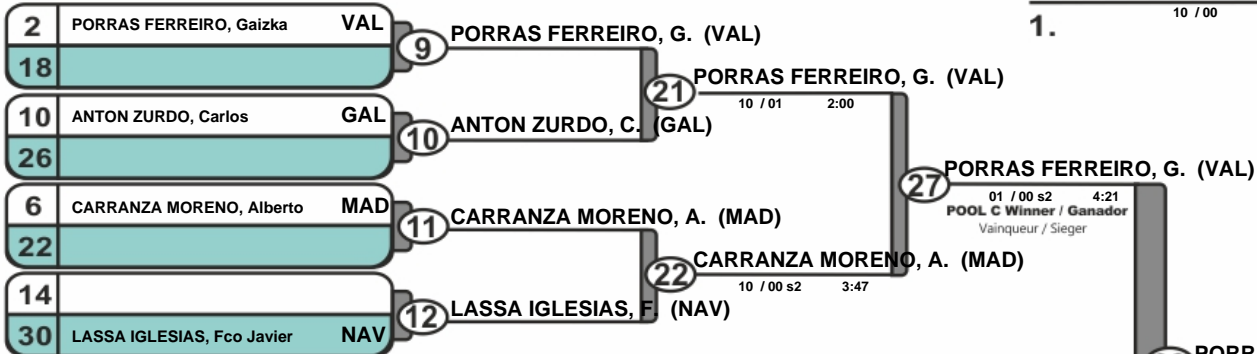 10 / 00
1.
2 PORRAS FERREIRO, Gaizka VAL
18
9 PORRAS FERREIRO, G. (VAL)
21 PORRAS FERREIRO, G. (VAL)
10 / 01 2:00
10 ANTON ZURDO, Carlos GAL
26
10 ANTON ZURDO, C. (GAL)
27 PORRAS FERREIRO, G. (VAL)
01 / 00 s2 4:21
POOL C Winner / Ganador
Vainqueur / Sieger
6 CARRANZA MORENO, Alberto MAD
22
11 CARRANZA MORENO, A. (MAD)
22 CARRANZA MORENO, A. (MAD)
10 / 00 s2 3:47
14
30 LASSA IGLESIAS, Fco Javier NAV
12 LASSA IGLESIAS, F. (NAV)